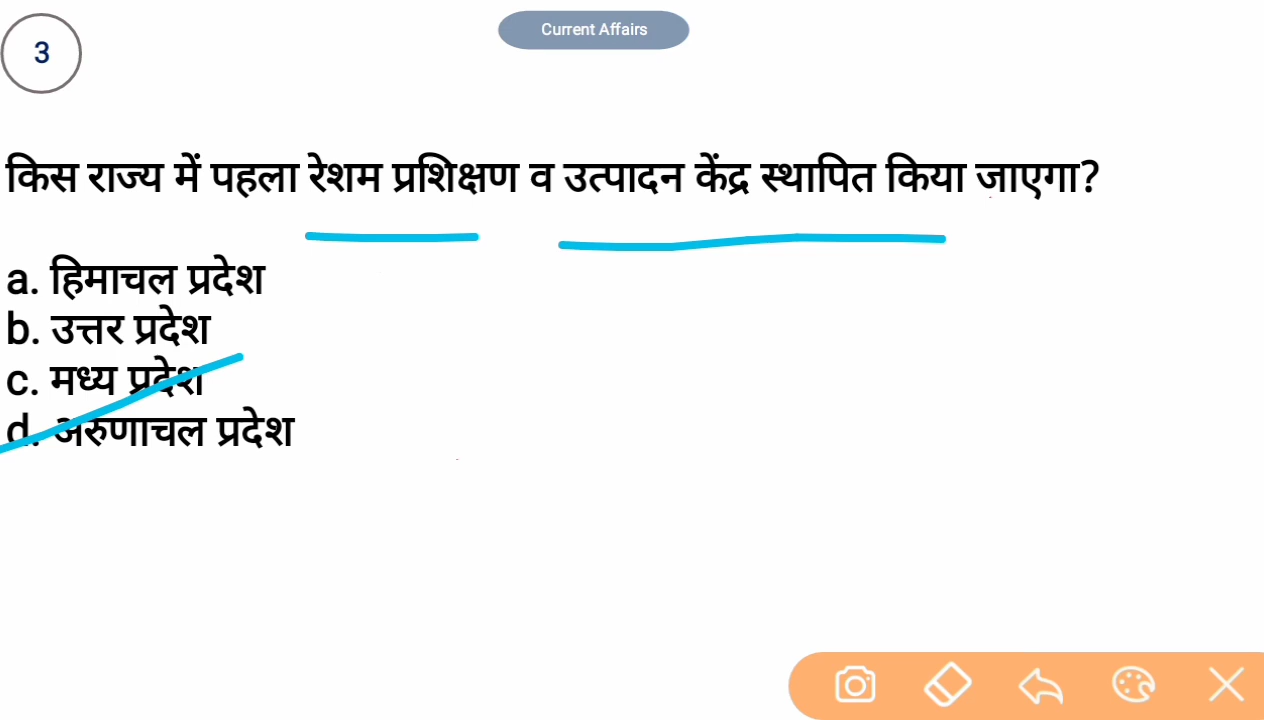 3
Current Affairs
किस राज्य में पहला रेशम प्रशिक्षण व उत्पादन केंद्र स्थापित किया जाएगा?
a. हिमाचल प्रदेश
b. उत्तर प्रदेश
c. मध्य प्रदेश
d. अरुणाचल प्रदेश